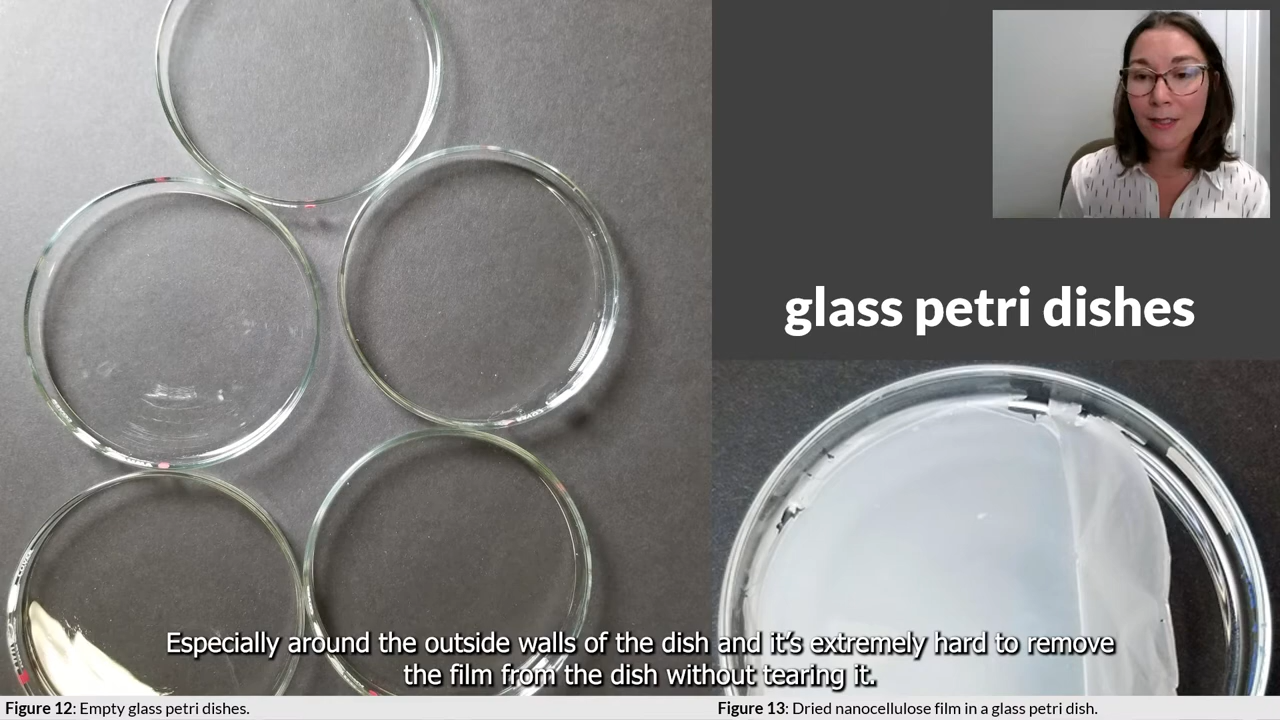 glass petri dishes
Especially around the outside walls of the dish and it's extremely hard to remove
the film from the dish without tearing it.
Figure 12: Empty glass petri dishes.
Figure 13: Dried nanocellulose film in a glass petri dish.